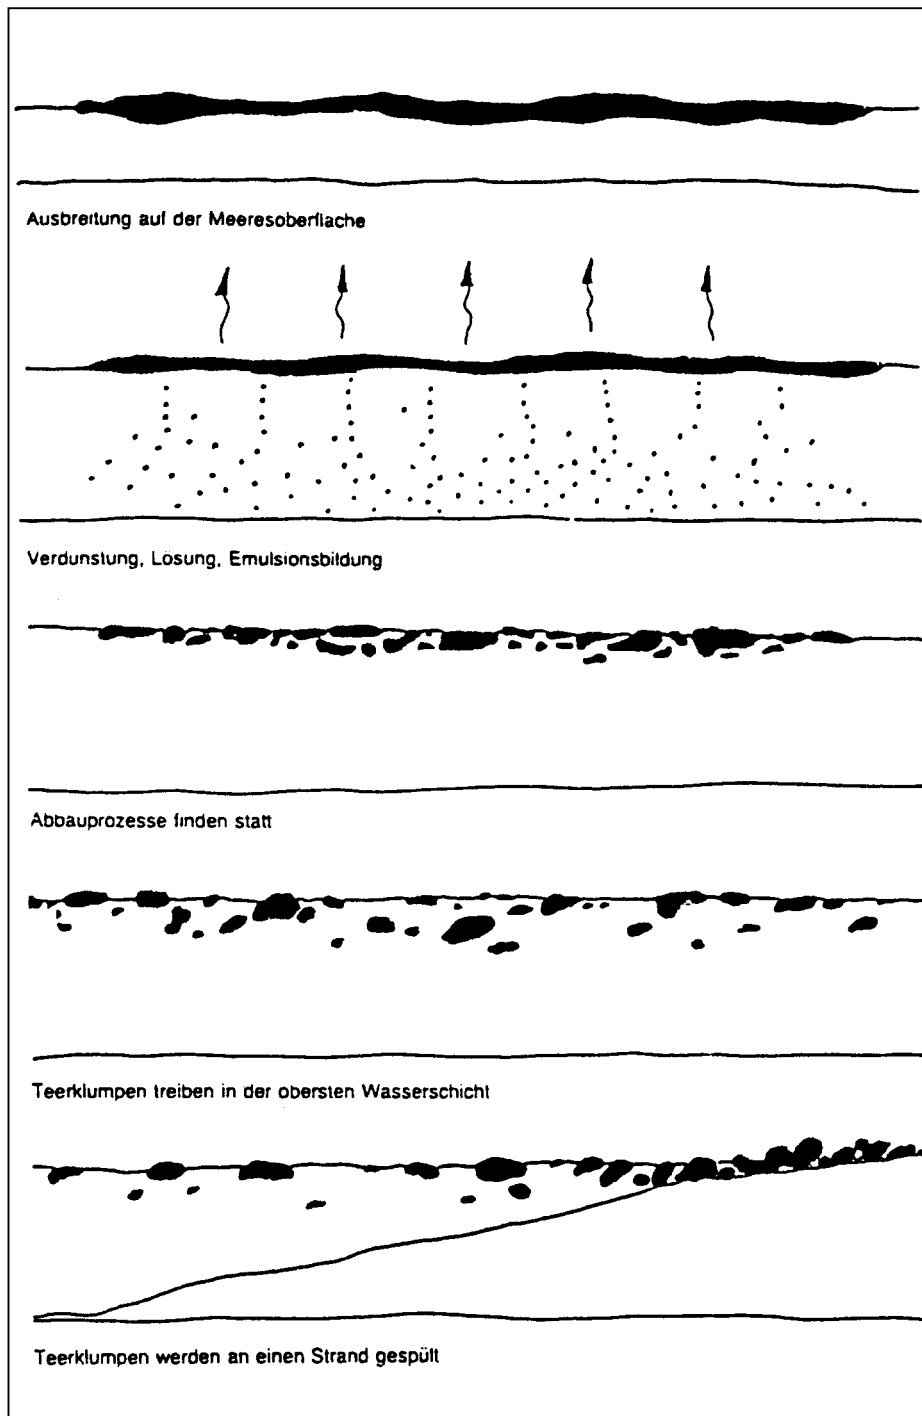 Ausbreitung auf der Meeresoberfläche
Verdunstung, Lösung, Emulsionsbildung
Abbauprozesse finden statt
Teerklumpen treiben in der obersten Wasserschicht
Teerklumpen werden an einen Strand gespült